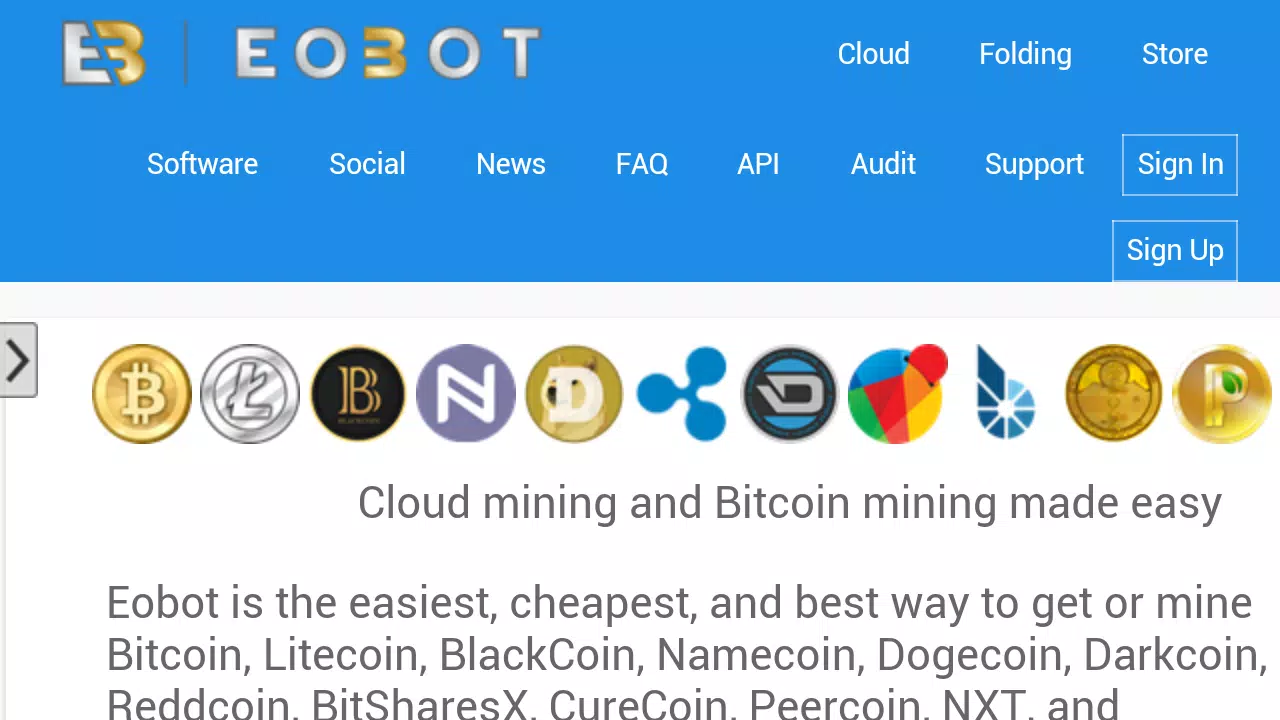 EB | EOBOT
Cloud Folding Store
Software Social News FAQ API Audit Support Sign In
Sign Up
Cloud mining and Bitcoin mining made easy
Eobot is the easiest, cheapest, and best way to get or mine
Bitcoin, Litecoin, BlackCoin, Namecoin, Dogecoin, Darkcoin,
Reddcoin, BitSharesX, CureCoin, Peercoin, NXT, and